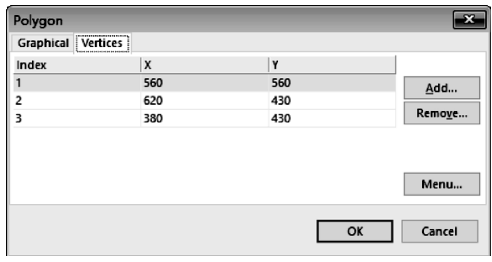 Polygon
Graphical Vertices
Index X Y
1 560 560
2 620 430
3 380 430
Add...
Remove...
Menu...
OK Cancel